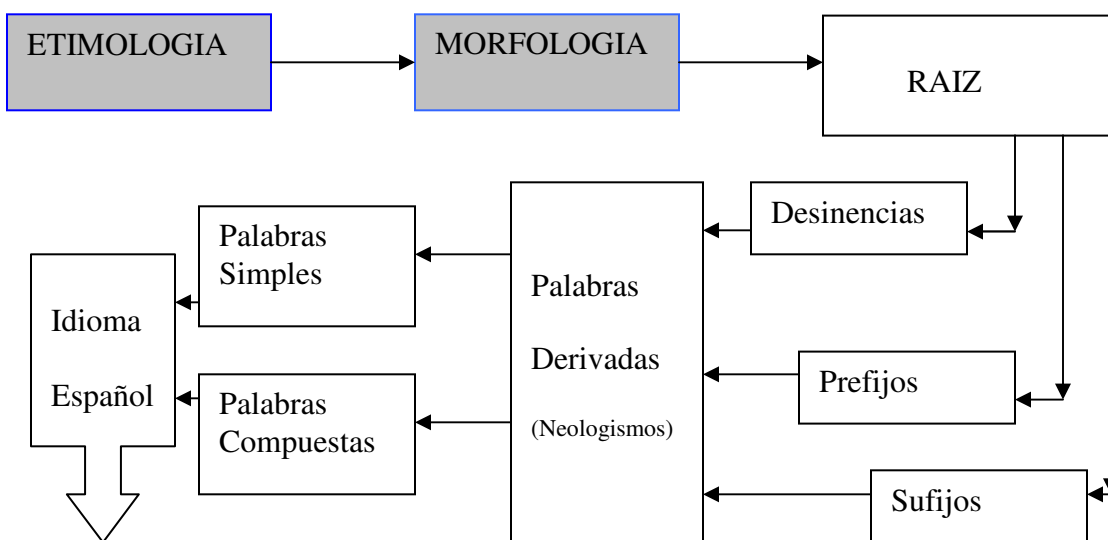 ETIMOLOGIA
MORFOLOGIA
RAIZ
Desinencias
Palabras
Simples
Palabras
Derivadas
(Neologismos)
Idioma
Español
Prefijos
Palabras
Compuestas
Sufijos